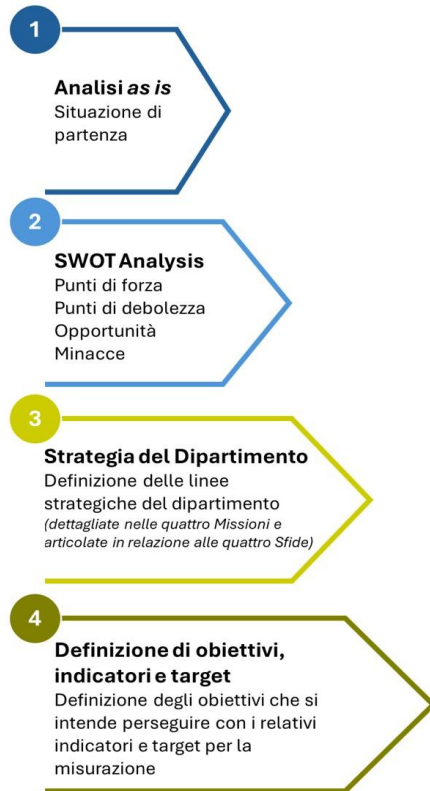 1
Analisi as is
Situazione di
partenza
2
SWOT Analysis
Punti di forza
Punti di debolezza
Opportunità
Minacce
3
Strategia del Dipartimento
Definizione delle linee
strategiche del dipartimento
(dettagliate nelle quattro Missioni e
articolate in relazione alle quattro Sfide)
4
Definizione di obiettivi,
indicatori e target
Definizione degli obiettivi che si
intende perseguire con i relativi
indicatori e target per la
misurazione